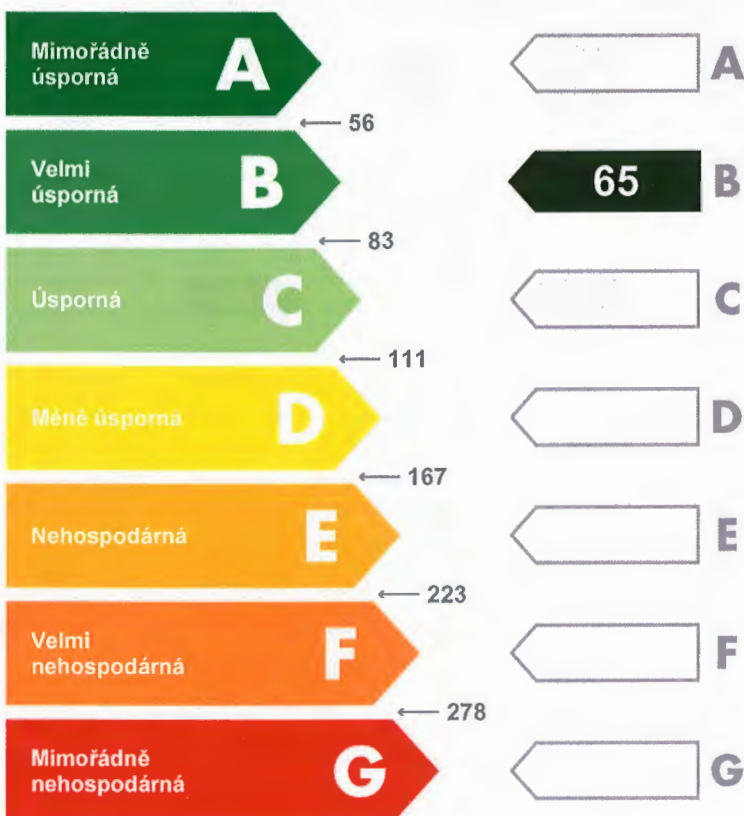 Mimořádně
úsporná
A
A
← 56
Velmi
úsporná
B
65
B
← 83
Úsporná
C
C
← 111
Méně úsporná
D
D
← 167
Nehospodárná
E
E
← 223
Velmi
nehospodárná
F
F
← 278
Mimořádně
nehospodárná
G
G